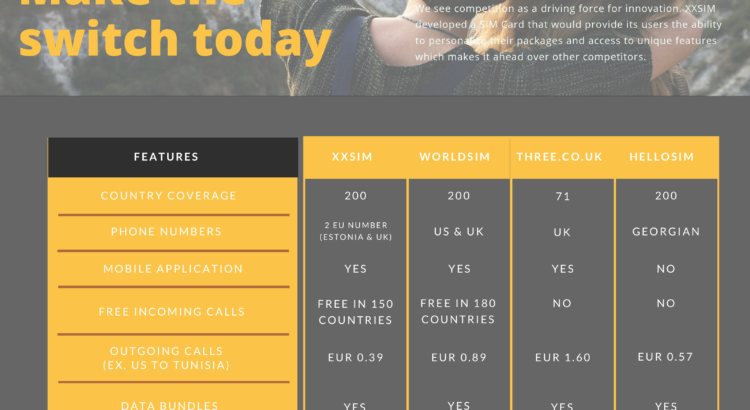 Make the
switch today
We see competition as a driving force for innovation. XXSIM
developed a SIM Card that would provide its users the ability
to personalize their packages and access to unique features
which makes it ahead over other competitors.
FEATURES XXSIM WORLDSIM THREE.CO.UK HELLOSIM
COUNTRY COVERAGE 200 200 71 200
PHONE NUMBERS 2 EU NUMBER
(ESTONIA & UK) US & UK UK GEORGIAN
MOBILE APPLICATION YES YES YES NO
FREE INCOMING CALLS FREE IN 150
COUNTRIES FREE IN 180
COUNTRIES NO NO
OUTGOING CALLS
(EX. US TO TUNISIA) EUR 0.39 EUR 0.89 EUR 1.60 EUR 0.57
DATA BUNDLES YES YES YES YES